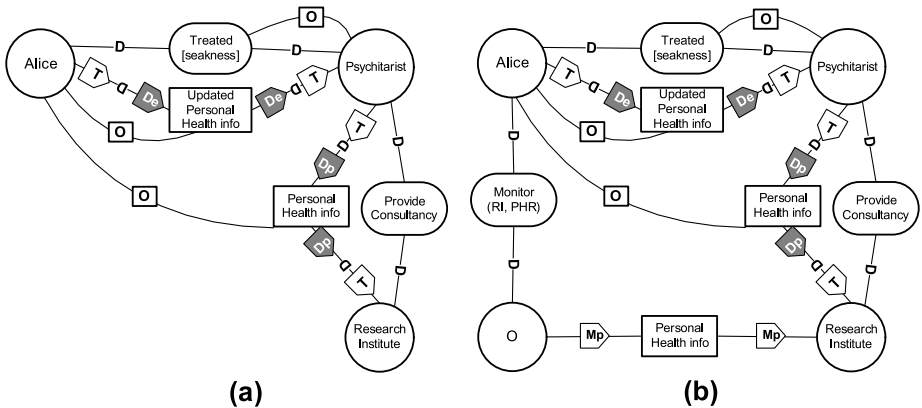 O
D
Treated
[seakness]
D
Alice
Psychitarist
T
D
De
Updated
Personal
Health info
De
D
T
O
T
D
Dp
D
O
Personal
Health info
Provide
Consultancy
Dp
D
T
D
Research
Institute
(a)
O
D
Treated
[seakness]
D
Alice
Psychitarist
T
D
De
Updated
Personal
Health info
De
D
T
O
T
D
D
Dp
D
Monitor
(RI, PHR)
O
Personal
Health info
Provide
Consultancy
Dp
D
T
D
D
O
Mp
Personal
Health info
Mp
Research
Institute
(b)